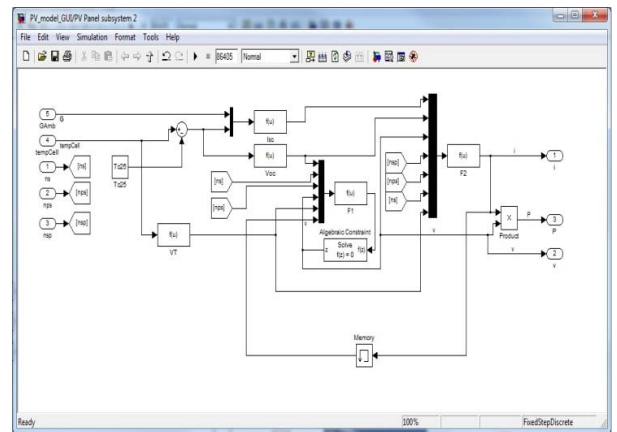 PV_model_GUI/PV Panel subsystem 2
File Edit View Simulation Format Tools Help
86405 Normal
5 G
GAmb
4 tempCell
tempCell
1 [ns]
ns
2 [nps]
nps
3 [nsp]
nsp
Tc25
Tc25
f(u)
Isc
f(u)
Voc
f(u)
VT
[ns]
[nps]
v
f(u)
F1
Algebraic Constraint
z Solve f(z)
f(z) = 0
[nsp]
[nps]
[ns]
v
f(u)
F2
i 1
i
X
Product
P 3
P
v 2
v
Memory
Ready 100% FixedStepDiscrete